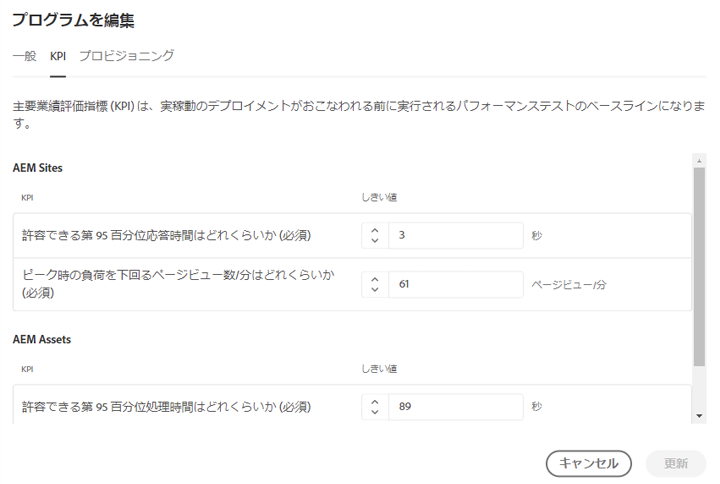 プログラムを編集
一般 KPI プロビジョニング
主要業績評価指標 (KPI) は、実稼動のデプロイメントがおこなわれる前に実行されるパフォーマンステストのベースラインになりま
す。
AEM Sites
KPI しきい値
許容できる第 95 百分位応答時間はどれくらいか (必須) 3 秒
ピーク時の負荷を下回るページビュー数/分はどれくらいか
(必須) 61 ページビュー/分
AEM Assets
KPI しきい値
許容できる第 95 百分位処理時間はどれくらいか (必須) 89 秒
キャンセル 更新